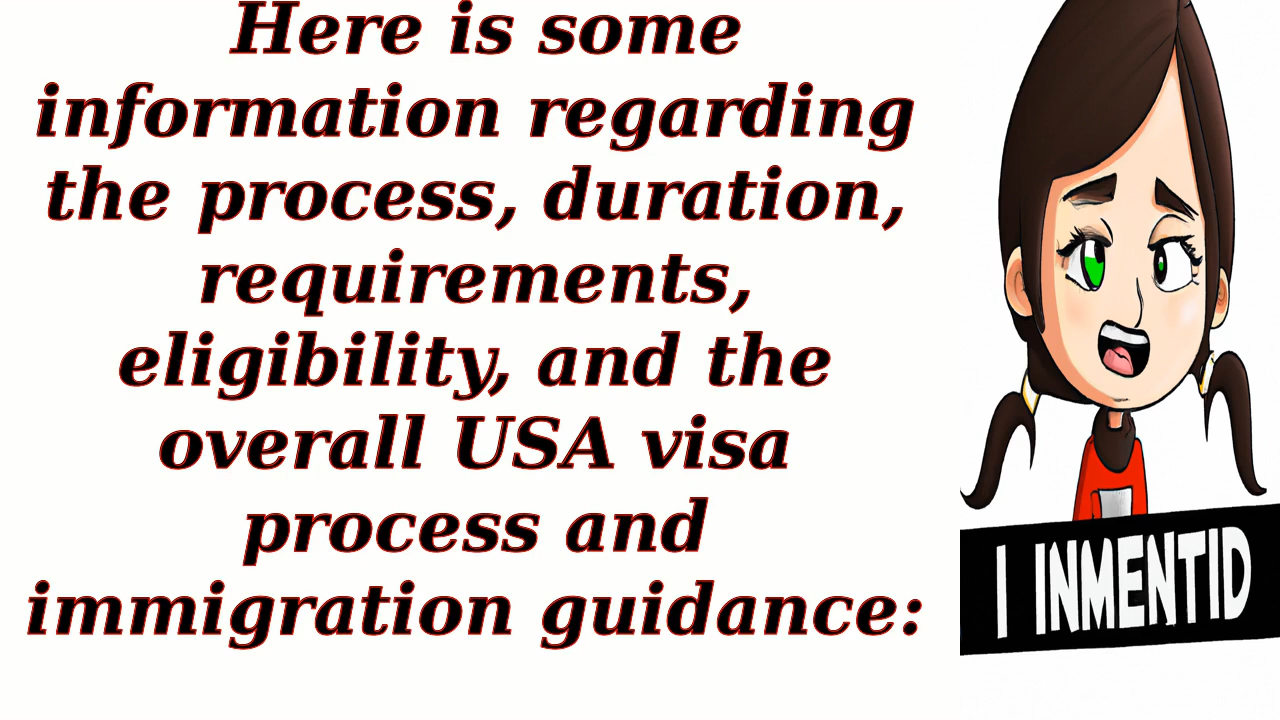 Here is some
information regarding
the process, duration,
requirements,
eligibility, and the
overall USA visa
process and
immigration guidance:
I INMENTID